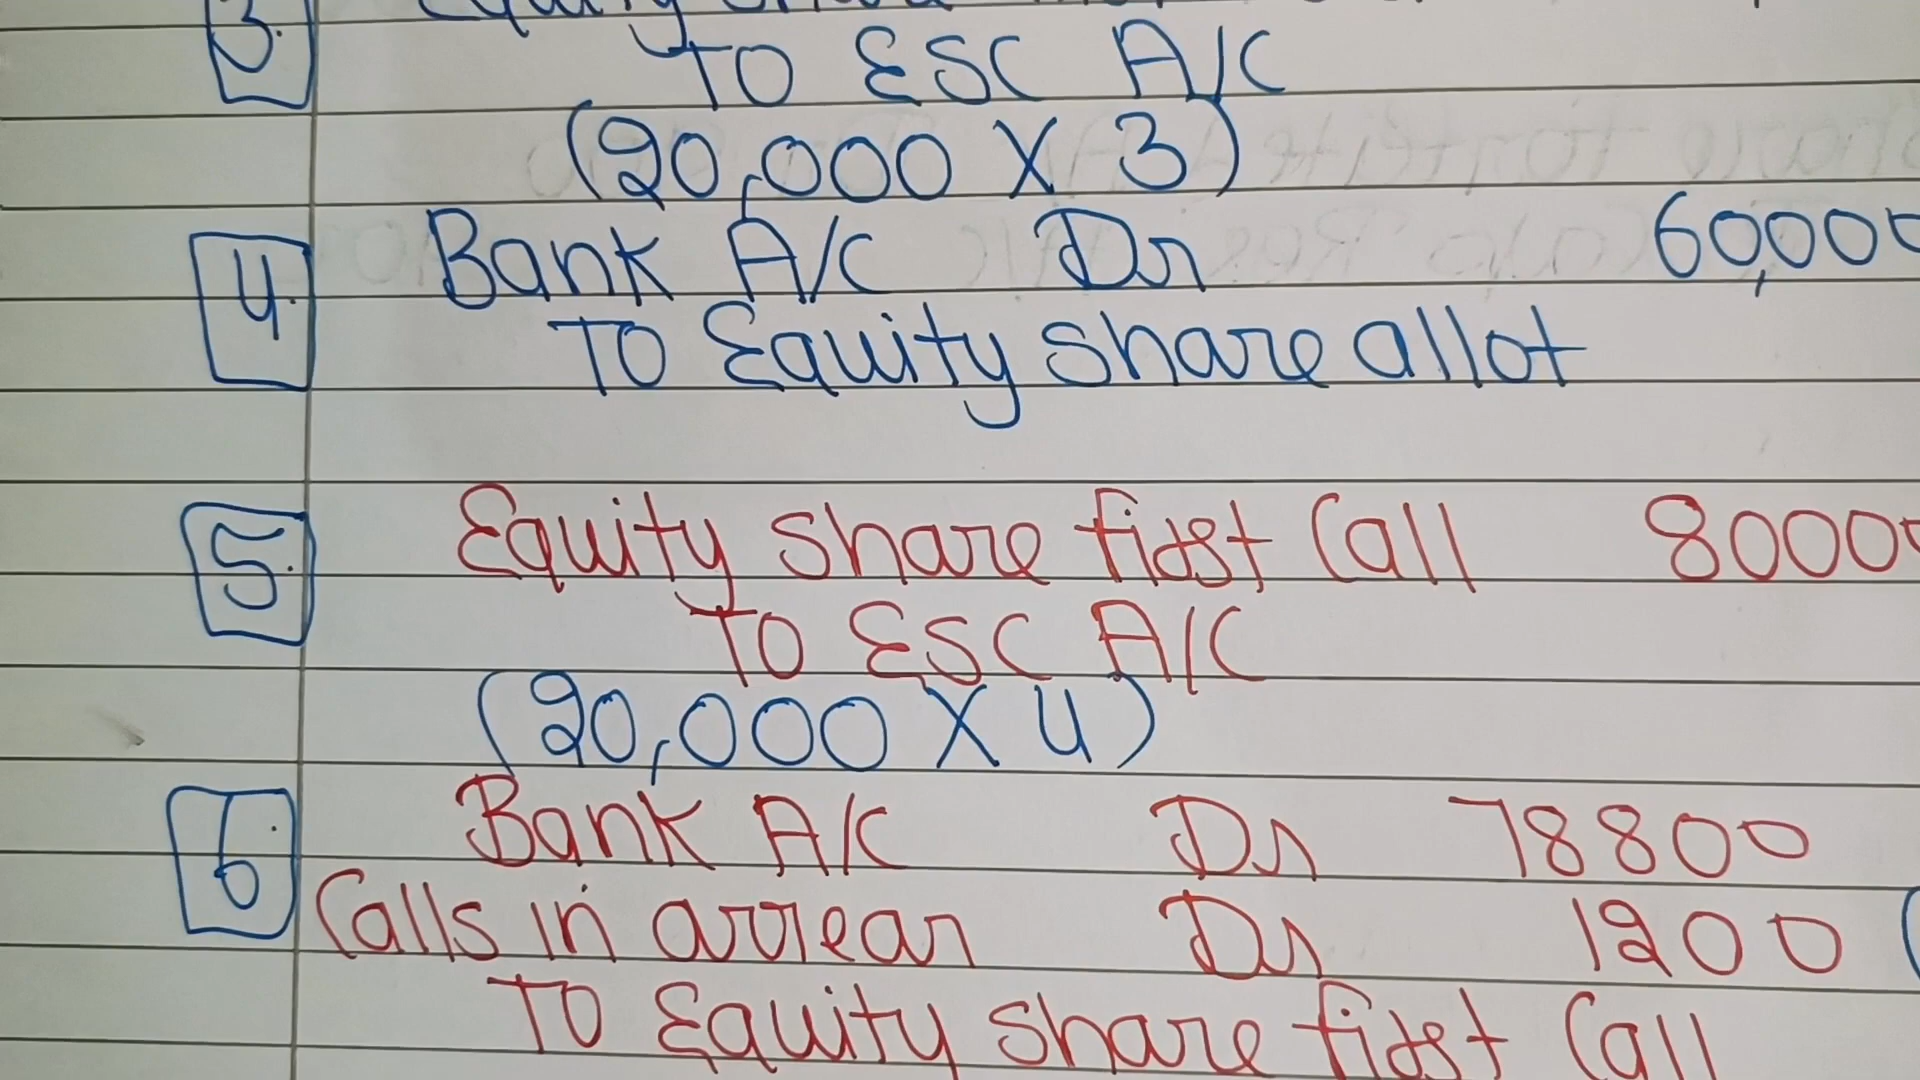 3. Equity Share
TO ESC A/C
(20,000 X 3)
4. Bank A/C Dr 60,000
TO Equity share allot
5. Equity share first Call 80000
TO ESC A/C
(20,000 X 4)
6. Bank A/C Dr 78800
Calls in arrear Dr 1200
TO Equity share first Call